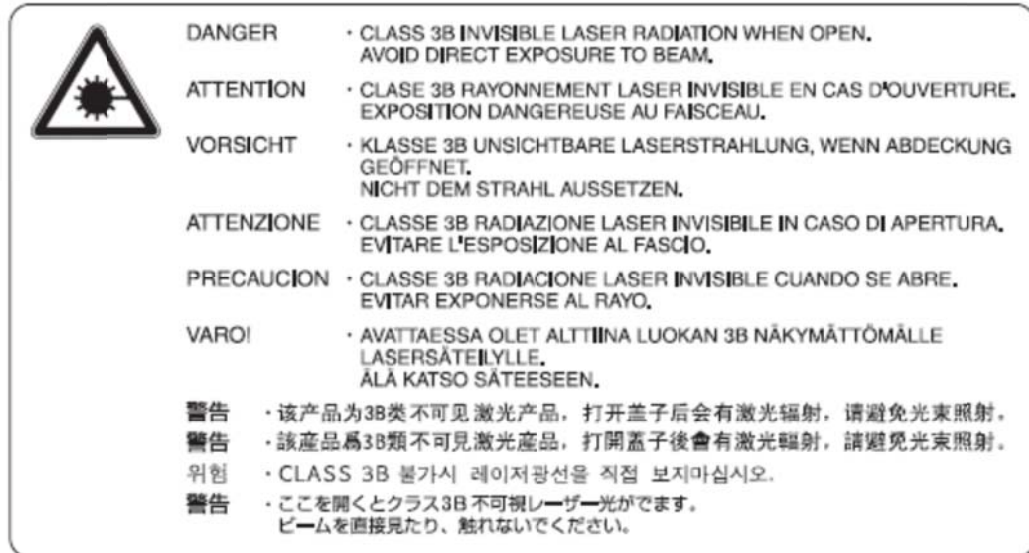 DANGER · CLASS 3B INVISIBLE LASER RADIATION WHEN OPEN.
AVOID DIRECT EXPOSURE TO BEAM.
ATTENTION · CLASE 3B RAYONNEMENT LASER INVISIBLE EN CAS D'OUVERTURE.
EXPOSITION DANGEREUSE AU FAISCEAU.
VORSICHT · KLASSE 3B UNSICHTBARE LASERSTRAHLUNG, WENN ABDECKUNG
GEÖFFNET.
NICHT DEM STRAHL AUSSETZEN.
ATTENZIONE · CLASSE 3B RADIAZIONE LASER INVISIBILE IN CASO DI APERTURA.
EVITARE L'ESPOSIZIONE AL FASCIO.
PRECAUCION · CLASSE 3B RADIACIONE LASER INVISIBLE CUANDO SE ABRE.
EVITAR EXPONERSE AL RAYO.
VARO! · AVATTAESSA OLET ALTTIINA LUOKAN 3B NÄKYMÄTTÖMÄLLE
LASERSÄTEILYLLE.
ÄLÄ KATSO SÄTEESEEN.
警告 · 该产品为3B类不可见激光产品，打开盖子后会有激光辐射，请避免光束照射。
警告 · 該産品爲3B類不可見激光産品，打開蓋子後會有激光輻射，請避免光束照射。
위험 · CLASS 3B 불가시 레이저광선을 직접 보지마십시오.
警告 · ここを開くとクラス3B不可視レーザー光がでます。
ビームを直接見たり、触れないでください。